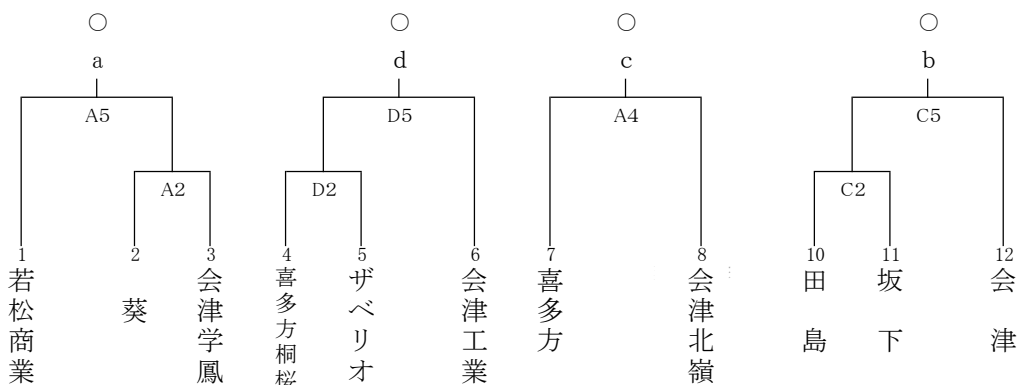 ○ ○ ○ ○
a d c b
A5 D5 A4 C5
A2 D2 C2
1 2 3 4 5 6 7 8 10 11 12
若松商業
葵
会津学鳳
喜多方桐桜
ザベリオ
会津工業
喜多方
会津北嶺
田島
坂下
会津